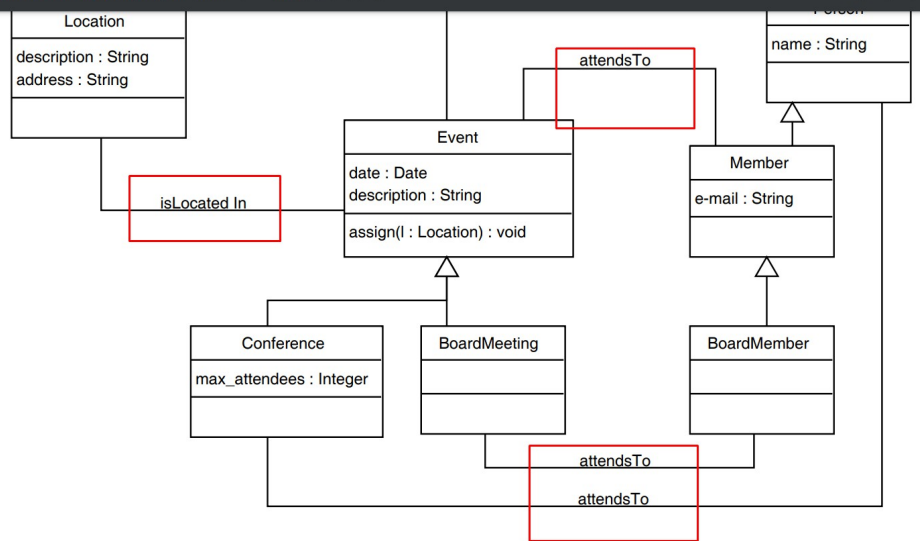 Location
description : String
address : String
Person
name : String
attendsTo
Event
date : Date
description : String
assign(l : Location) : void
Member
e-mail : String
isLocated In
Conference
max_attendees : Integer
BoardMeeting
BoardMember
attendsTo
attendsTo